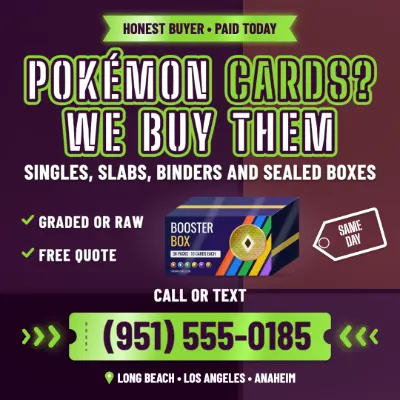 HONEST BUYER • PAID TODAY
POKÉMON CARDS?
WE BUY THEM
SINGLES, SLABS, BINDERS AND SEALED BOXES
GRADED OR RAW
FREE QUOTE
BOOSTER
BOX
SAME
DAY
CALL OR TEXT
(951) 555-0185
LONG BEACH • LOS ANGELES • ANAHEIM